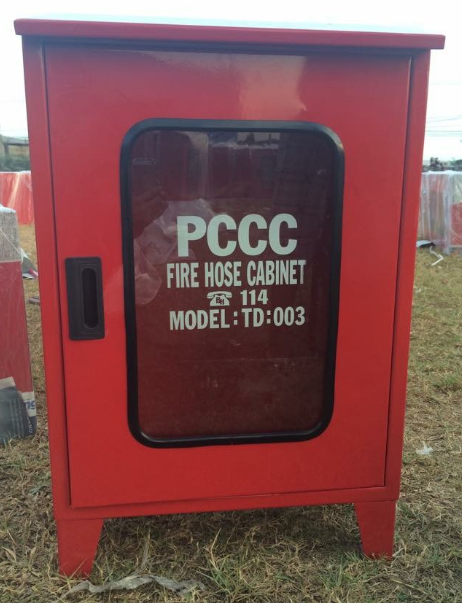 PCCC
FIRE HOSE CABINET
☎ 114
MODEL:TD:003